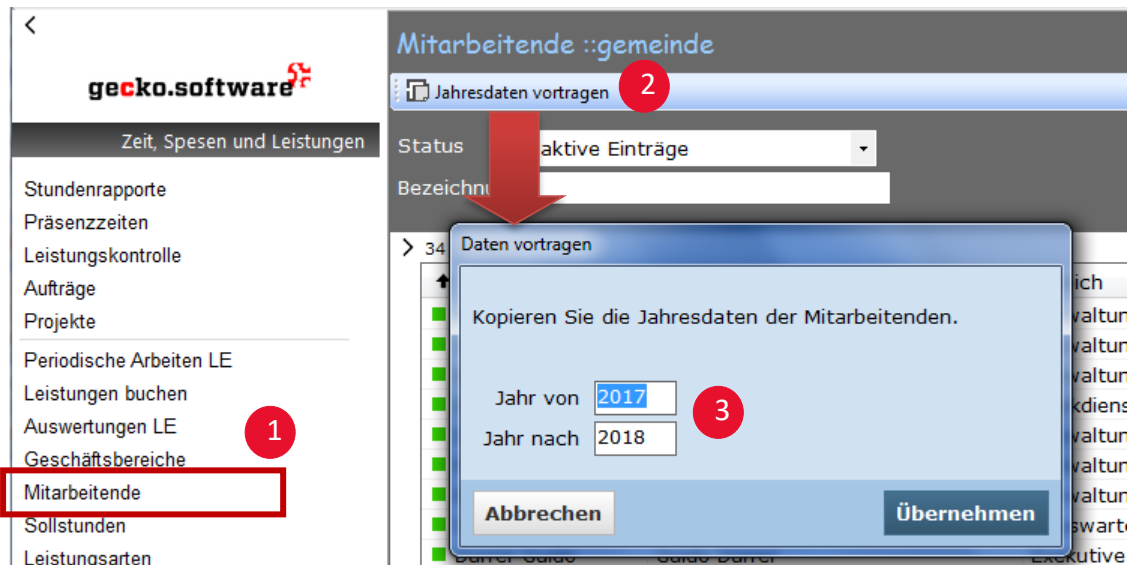 gecko.software
Zeit, Spesen und Leistungen
Stundenrapporte
Präsenzzeiten
Leistungskontrolle
Aufträge
Projekte
Periodische Arbeiten LE
Leistungen buchen
Auswertungen LE
1
Geschäftsbereiche
Mitarbeitende
Sollstunden
Leistungsarten
Mitarbeitende ::gemeinde
Jahresdaten vortragen
2
Status
aktive Einträge
34
Daten vortragen
Kopieren Sie die Jahresdaten der Mitarbeitenden.
Jahr von 2017
3
Jahr nach 2018
Abbrechen Übernehmen